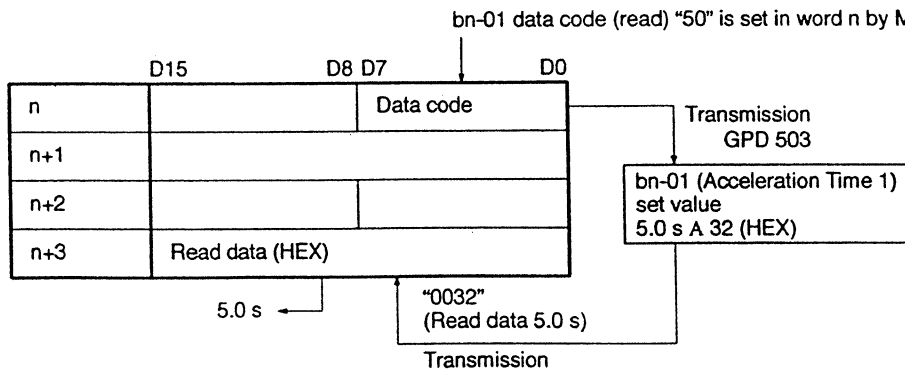 bn-01 data code (read) “50” is set in word n by M
D15 D8 D7 D0
n Data code
n+1
n+2
n+3 Read data (HEX)
Transmission
GPD 503
bn-01 (Acceleration Time 1)
set value
5.0 s A 32 (HEX)
5.0 s
“0032”
(Read data 5.0 s)
Transmission